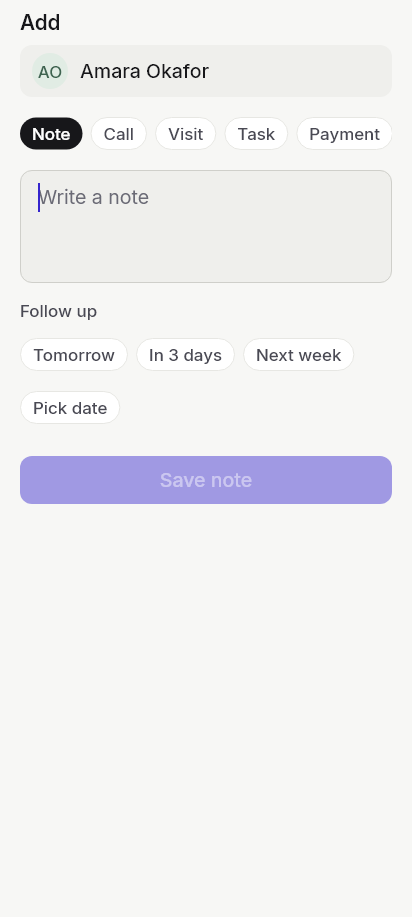 Add
AO Amara Okafor
Note Call Visit Task Payment
Write a note
Follow up
Tomorrow In 3 days Next week
Pick date
Save note